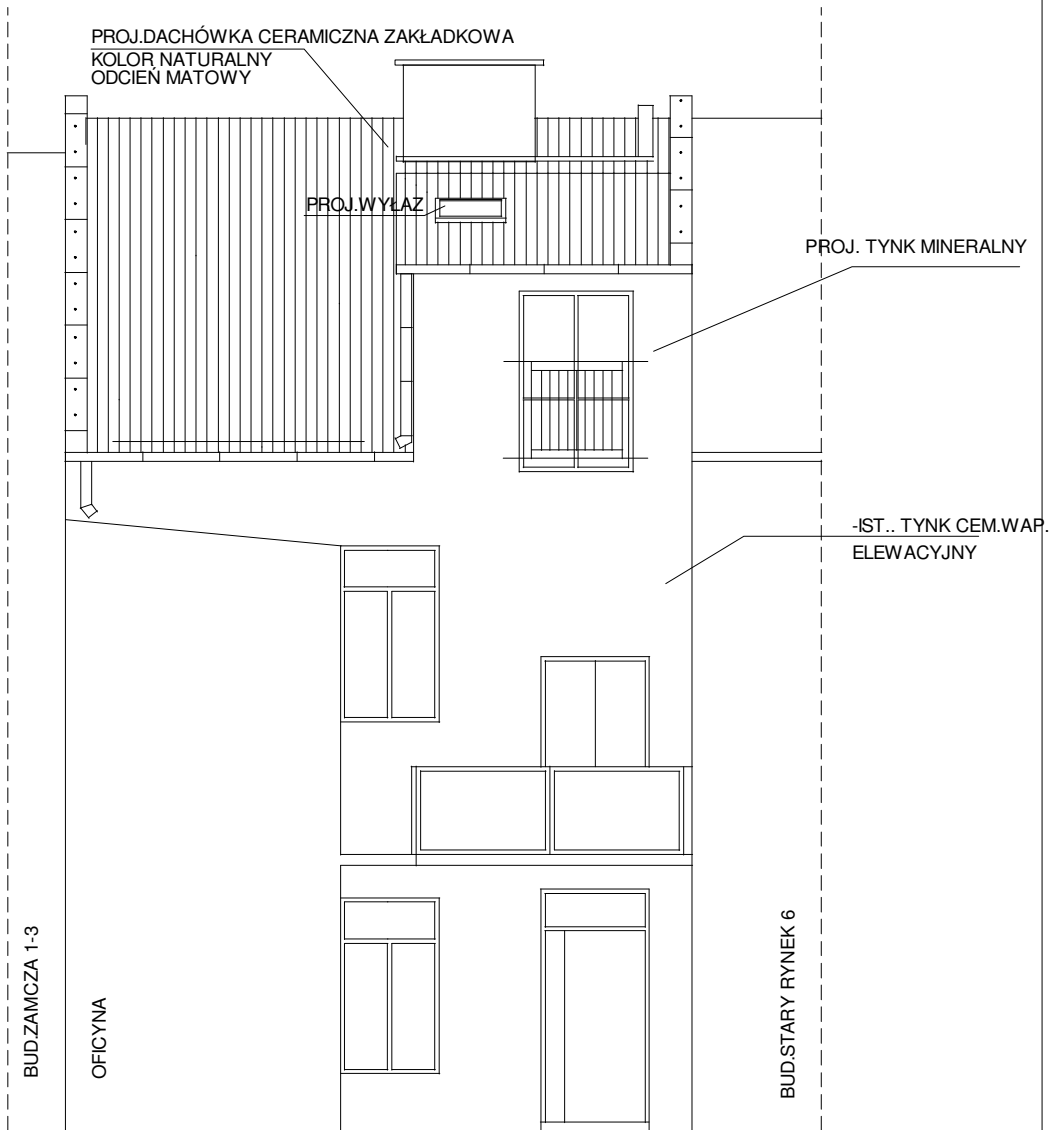 PROJ.DACHÓWKA CERAMICZNA ZAKŁADKOWA
KOLOR NATURALNY
ODCIEŃ MATOWY
PROJ.WYŁAZ
PROJ. TYNK MINERALNY
-IST.. TYNK CEM.WAP.
ELEWACYJNY
BUD.ZAMCZA 1-3
OFICYNA
BUD.STARY RYNEK 6